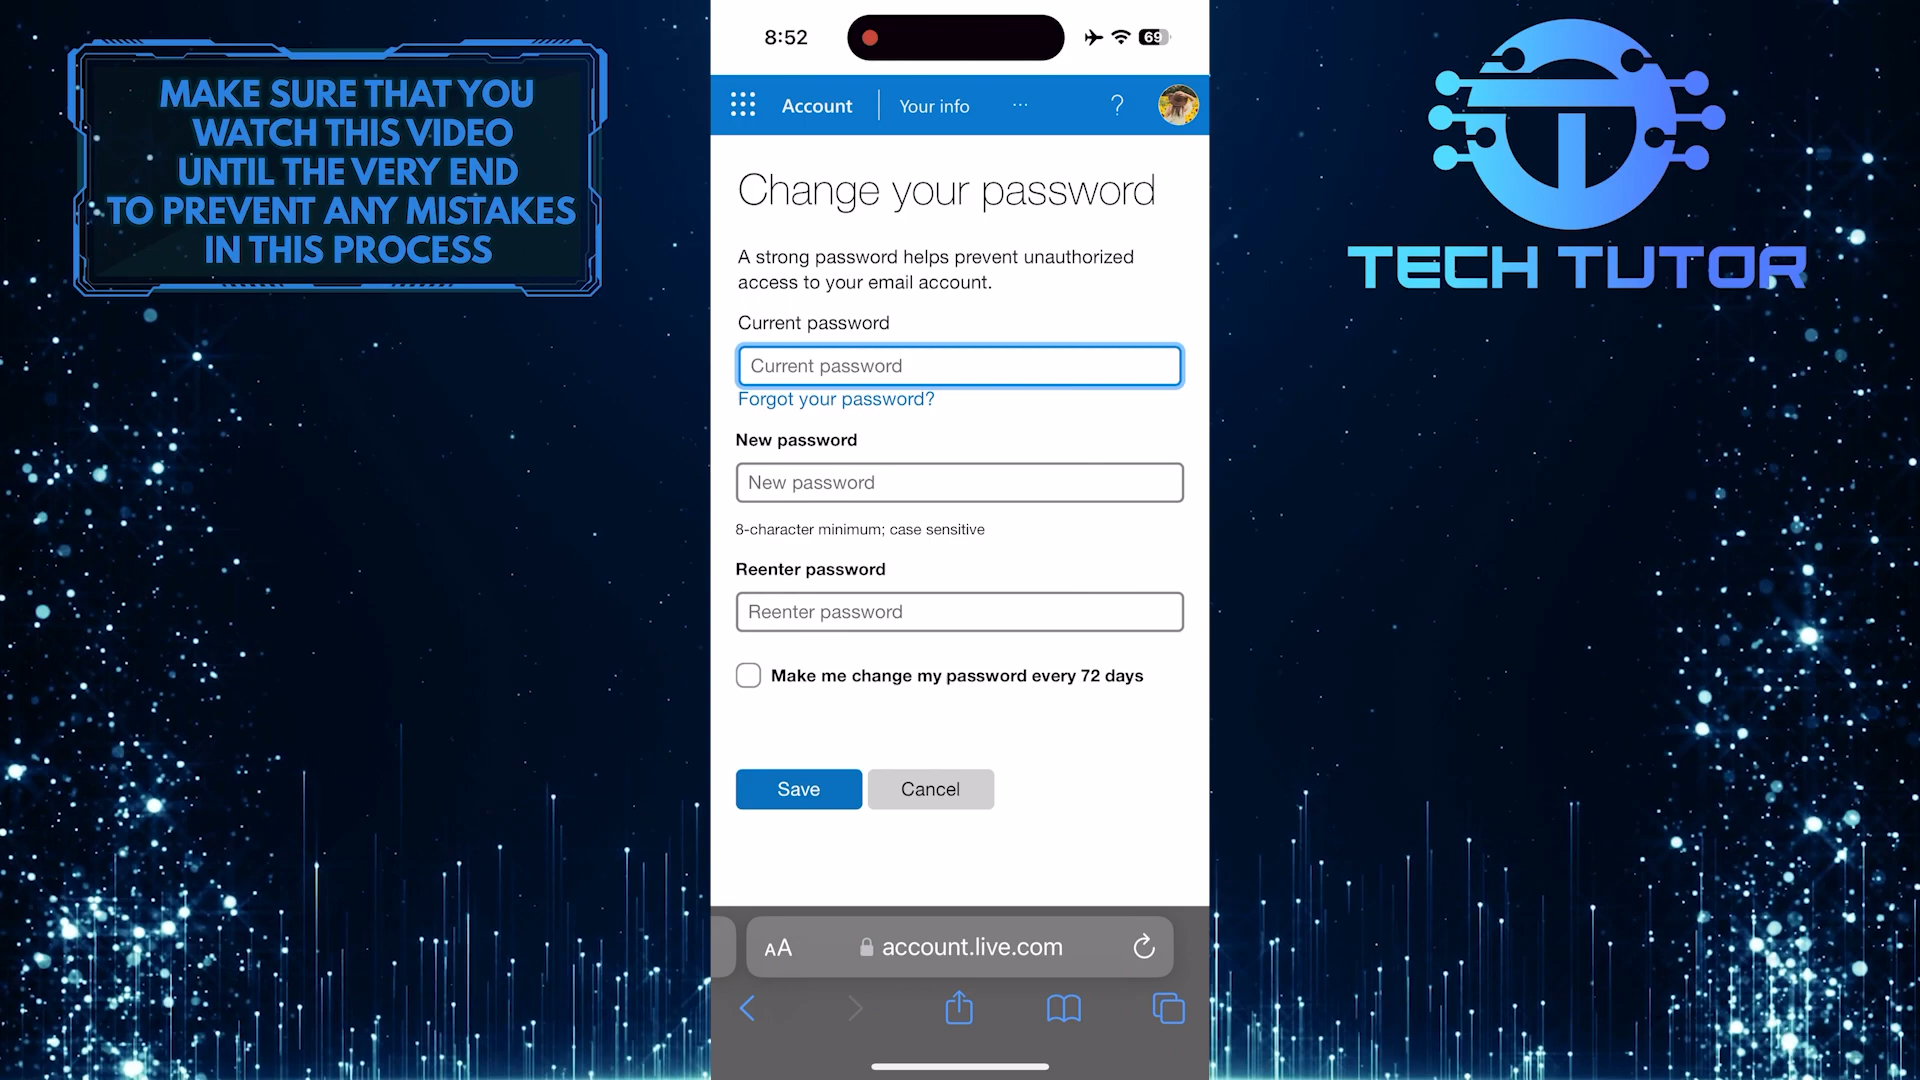 MAKE SURE THAT YOU
WATCH THIS VIDEO
UNTIL THE VERY END
TO PREVENT ANY MISTAKES
IN THIS PROCESS
8:52
69
Account
Your info
...
?
Change your password
A strong password helps prevent unauthorized
access to your email account.
Current password
Current password
Forgot your password?
New password
New password
8-character minimum; case sensitive
Reenter password
Reenter password
Make me change my password every 72 days
Save
Cancel
AA
account.live.com
TECH TUTOR